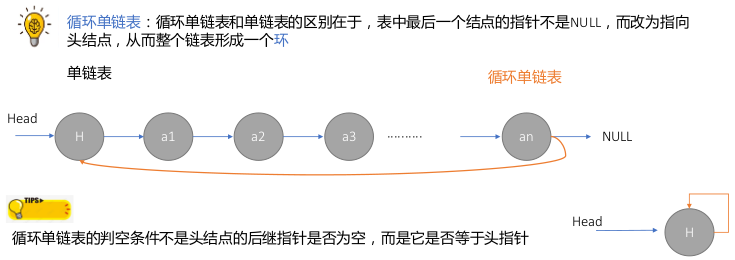 循环单链表：循环单链表和单链表的区别在于，表中最后一个结点的指针不是NULL，而改为指向
头结点，从而整个链表形成一个环
单链表
循环单链表
Head
H
a1
a2
a3
··········
an
NULL
TIPS
循环单链表的判空条件不是头结点的后继指针是否为空，而是它是否等于头指针
Head
H